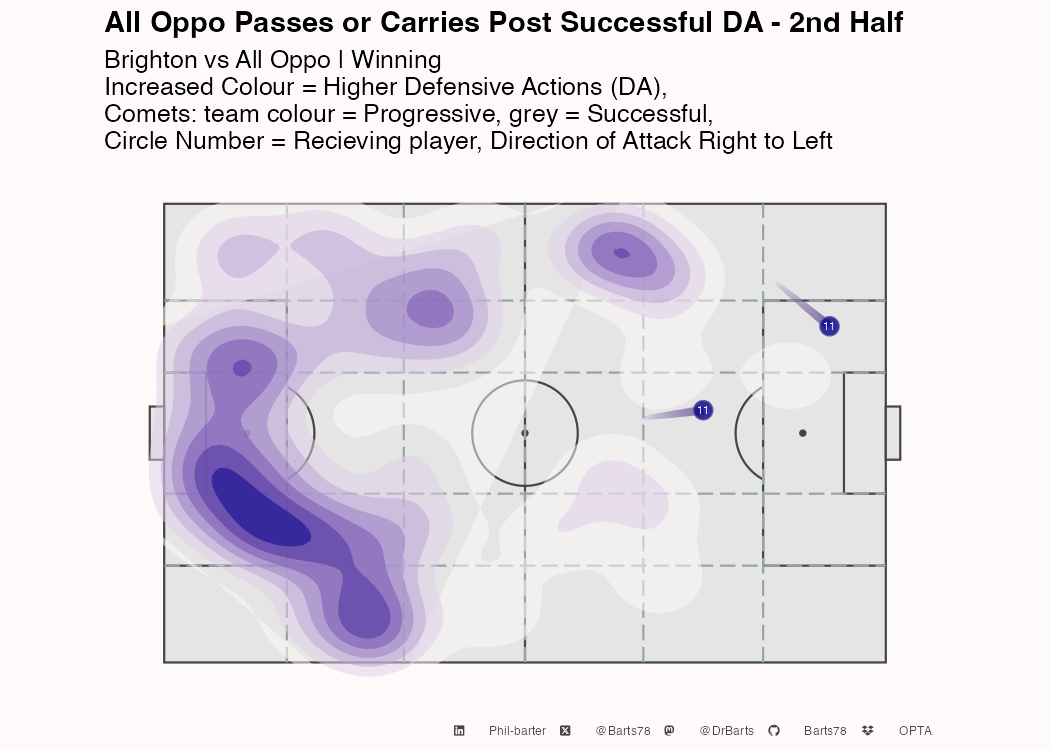 All Oppo Passes or Carries Post Successful DA - 2nd Half
Brighton vs All Oppo | Winning
Increased Colour = Higher Defensive Actions (DA),
Comets: team colour = Progressive, grey = Successful,
Circle Number = Recieving player, Direction of Attack Right to Left
11
11
Phil-barter @Barts78 @DrBarts Barts78 OPTA